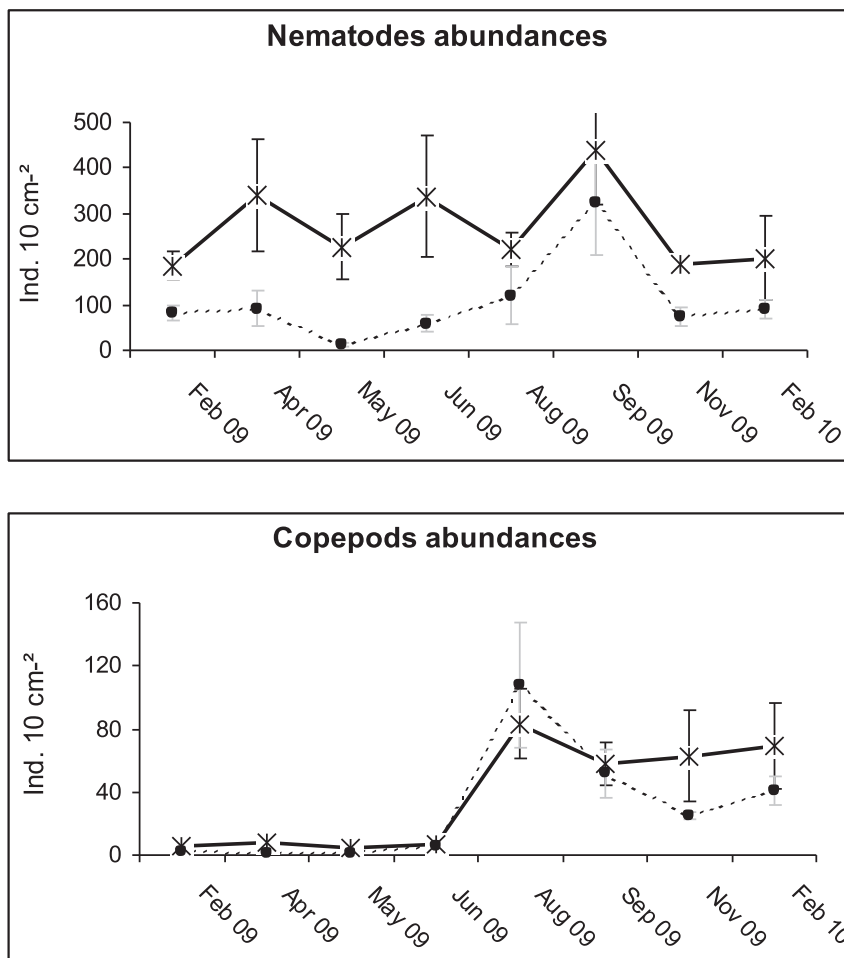 Nematodes abundances
500
400
300
200
100
0
Ind. 10 cm-²
Feb 09
Apr 09
May 09
Jun 09
Aug 09
Sep 09
Nov 09
Feb 10
Copepods abundances
160
120
80
40
0
Ind. 10 cm-²
Feb 09
Apr 09
May 09
Jun 09
Aug 09
Sep 09
Nov 09
Feb 10